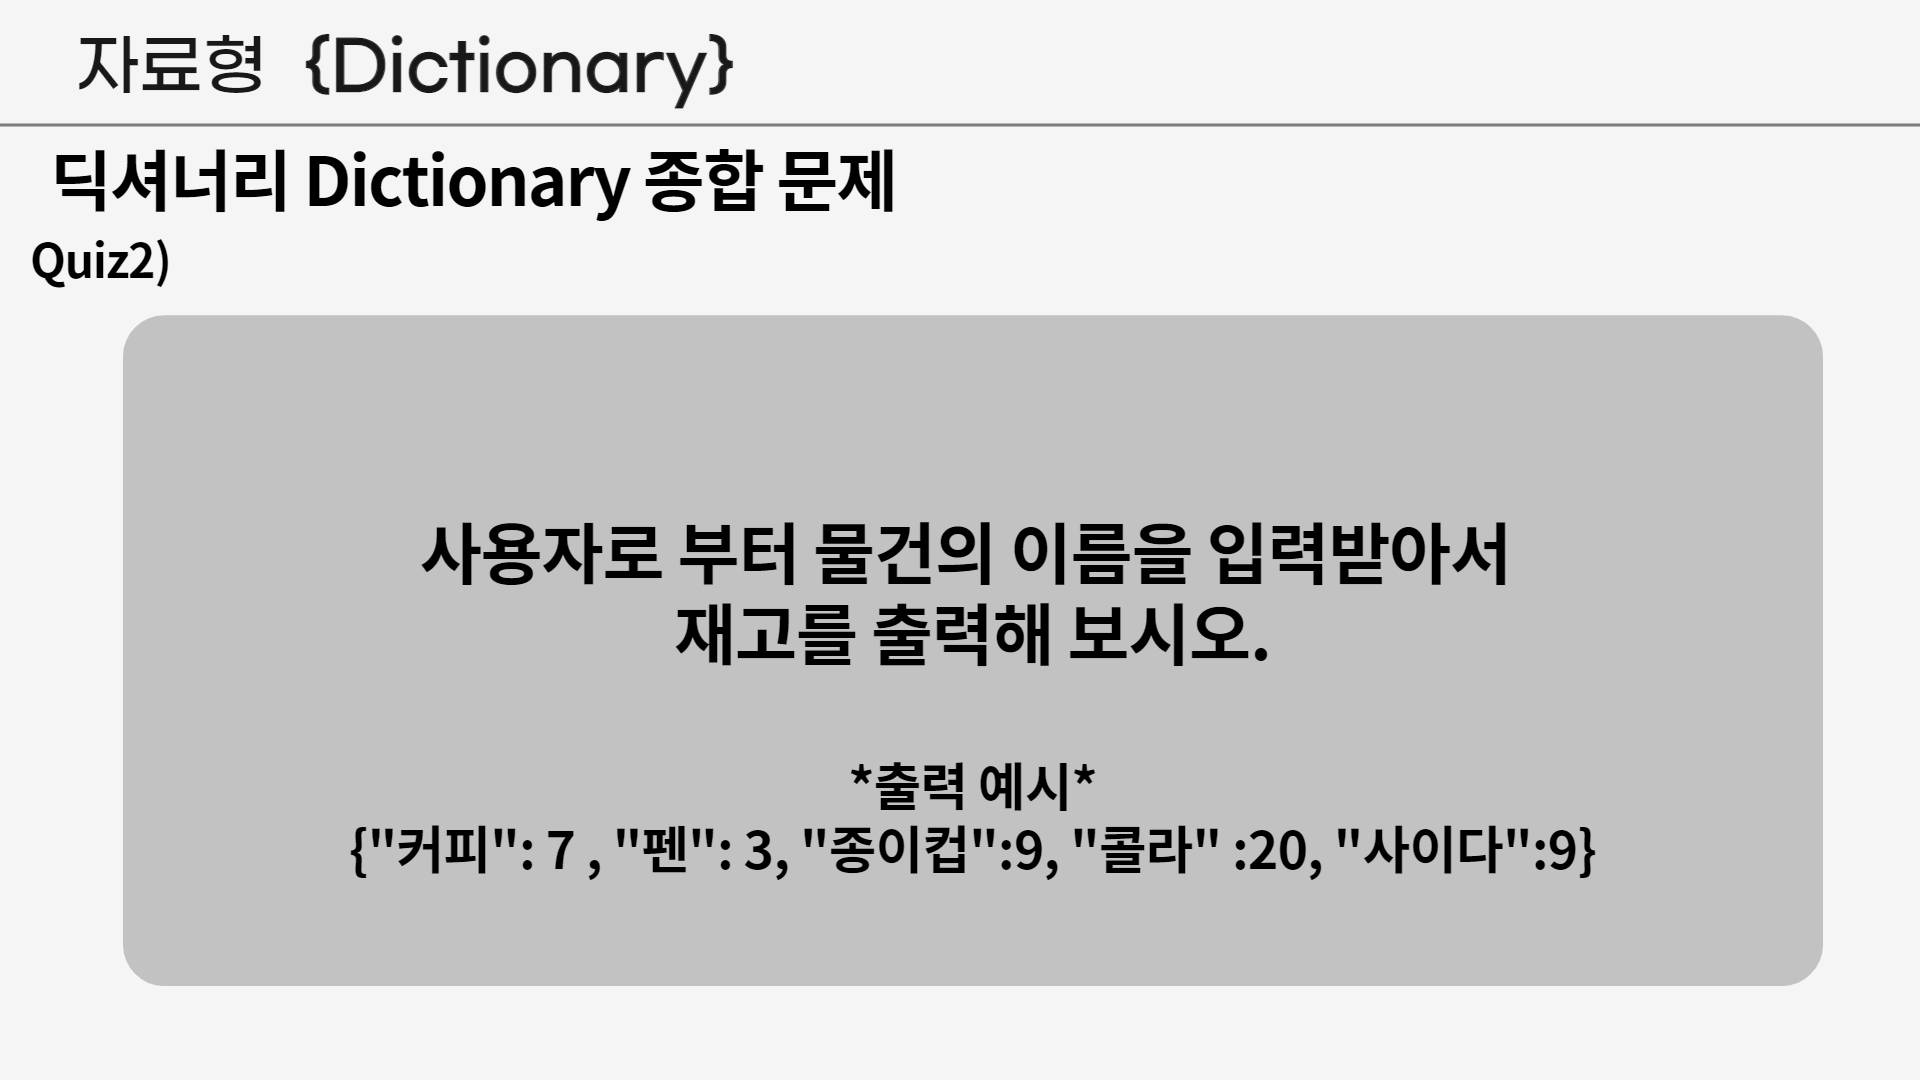 자료형 {Dictionary}
딕셔너리 Dictionary 종합 문제
Quiz2)
사용자로 부터 물건의 이름을 입력받아서
재고를 출력해 보시오.
*출력 예시*
{"커피": 7 , "펜": 3, "종이컵":9, "콜라" :20, "사이다":9}